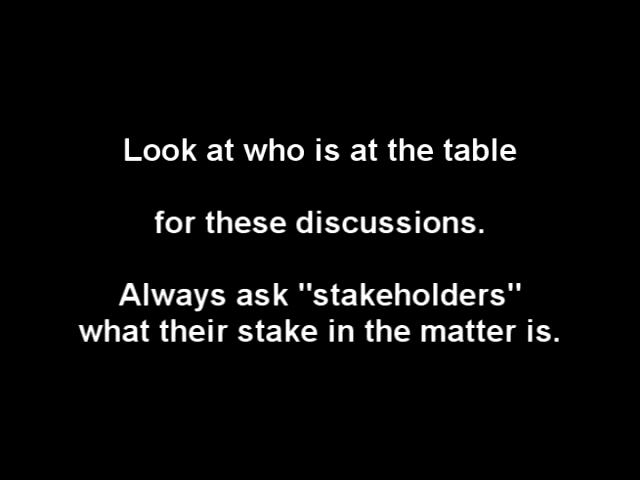 Look at who is at the table
for these discussions.
Always ask "stakeholders"
what their stake in the matter is.